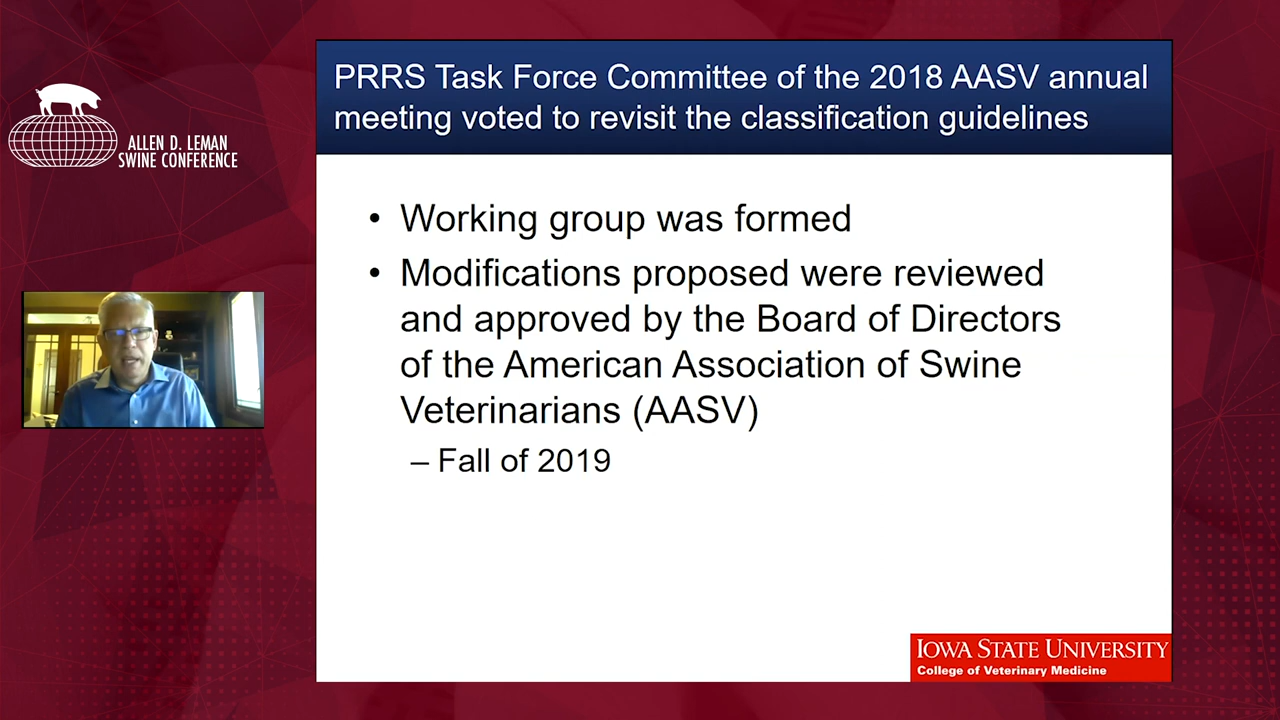 ALLEN D. LEMAN
SWINE CONFERENCE
PRRS Task Force Committee of the 2018 AASV annual
meeting voted to revisit the classification guidelines
• Working group was formed
• Modifications proposed were reviewed
and approved by the Board of Directors
of the American Association of Swine
Veterinarians (AASV)
– Fall of 2019
IOWA STATE UNIVERSITY
College of Veterinary Medicine